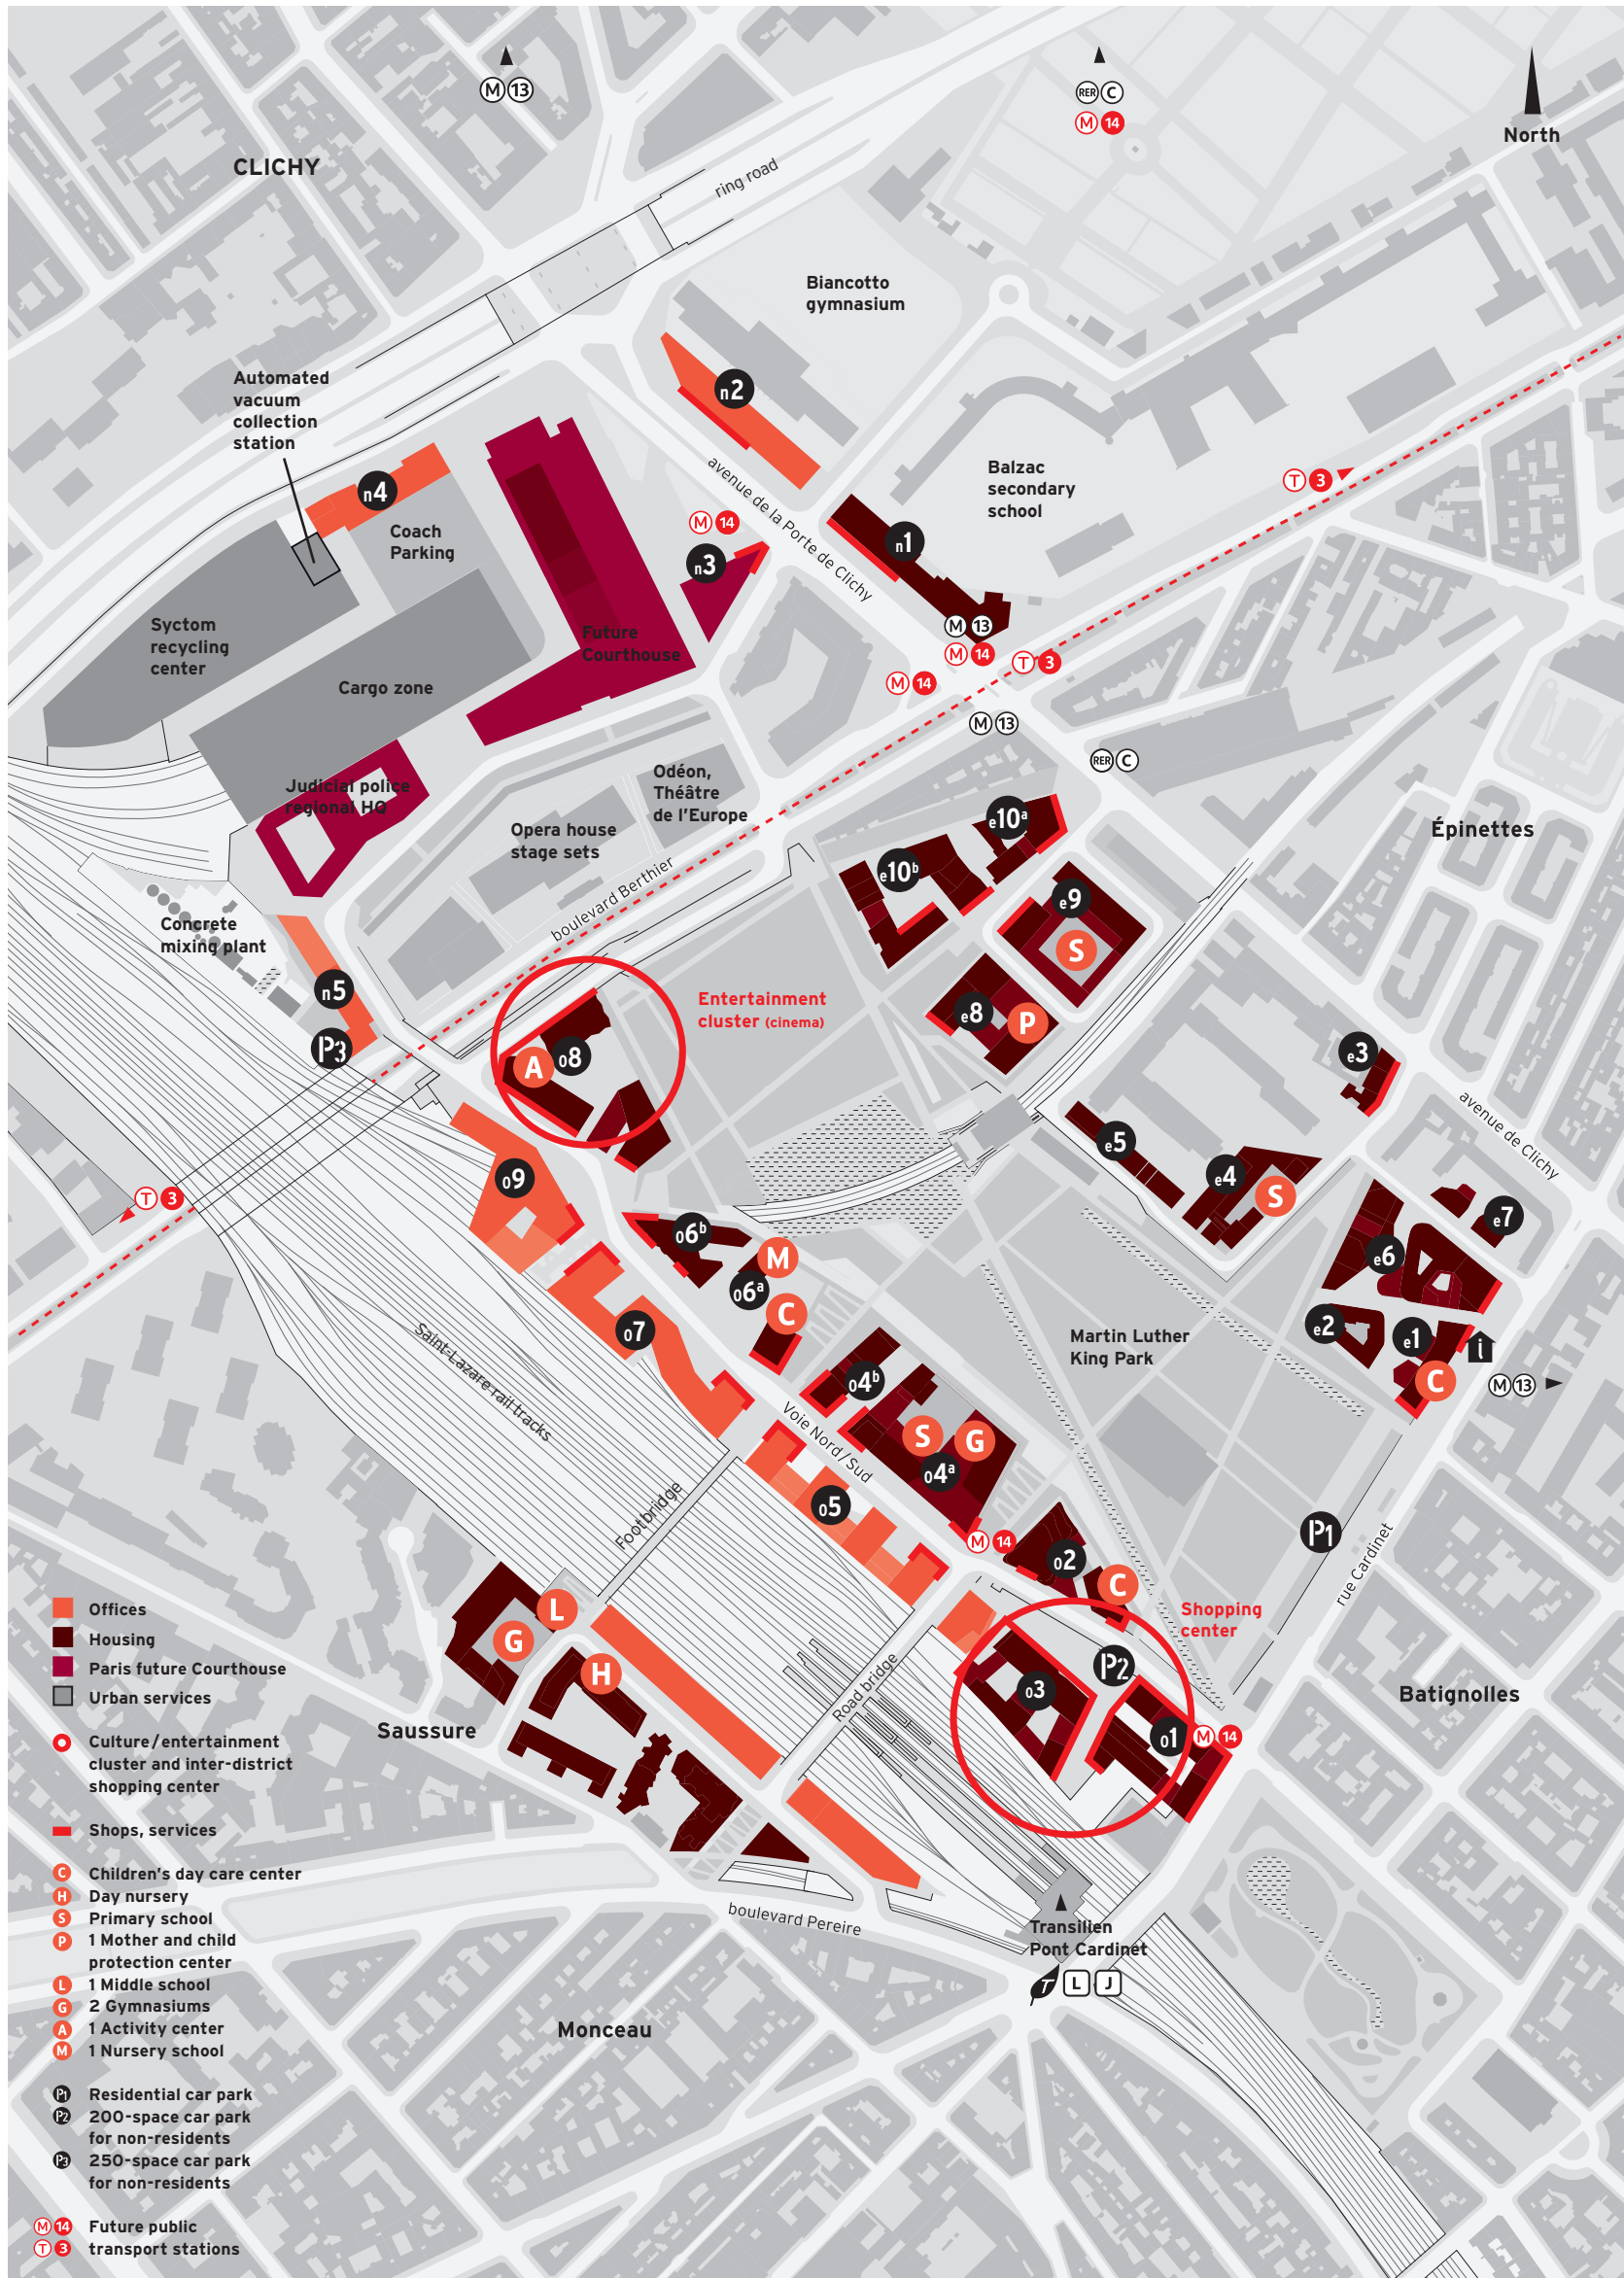 M 13
RER C
M 14
North
CLICHY
ring road
Biancotto
gymnasium
Automated
vacuum
collection
station
n2
avenue de la Porte de Clichy
Balzac
secondary
school
T 3
n4
Coach
Parking
M 14
n3
n1
Syctom
recycling
center
Future
Courthouse
M 13
M 14
T 3
M 14
Cargo zone
M 13
RER C
Judicial police
regional HQ
Odéon,
Théâtre
de l'Europe
Opera house
stage sets
boulevard Berthier
Épinettes
e10a
e10b
e9
S
Concrete
mixing plant
n5
P3
Entertainment
cluster (cinema)
e8
P
A
o8
e3
avenue de Clichy
e5
e4
S
o9
T 3
e7
e6
o6b
M
o6a
C
o7
e2
e1
i
C
M 13
Martin Luther
King Park
Saint-Lazare rail tracks
o4b
Voie Nord/Sud
S
G
o4a
o5
Footbridge
M 14
o2
C
P1
rue Cardinet
Shopping
center
L
G
H
P2
o3
Road bridge
o1
M 14
Batignolles
Saussure
boulevard Pereire
Transilien
Pont Cardinet
T L J
Monceau
Offices
Housing
Paris future Courthouse
Urban services
Culture/entertainment
cluster and inter-district
shopping center
Shops, services
C Children's day care center
H Day nursery
S Primary school
P 1 Mother and child
protection center
L 1 Middle school
G 2 Gymnasiums
A 1 Activity center
M 1 Nursery school
P1 Residential car park
P2 200-space car park
for non-residents
P3 250-space car park
for non-residents
M 14 Future public
T 3 transport stations